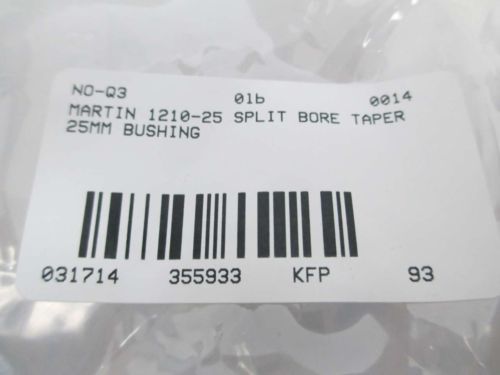 NO-Q3 01b 0014
MARTIN 1210-25 SPLIT BORE TAPER
25MM BUSHING
031714 355933 KFP 93